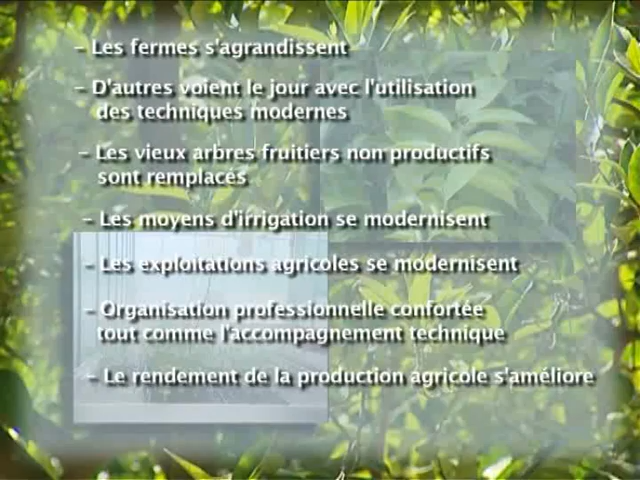 - Les fermes s'agrandissent
- D'autres voient le jour avec l'utilisation
des techniques modernes
- Les vieux arbres fruitiers non productifs
sont remplacés
- Les moyens d'irrigation se modernisent
- Les exploitations agricoles se modernisent
- Organisation professionnelle confortée
tout comme l'accompagnement technique
- Le rendement de la production agricole s'améliore